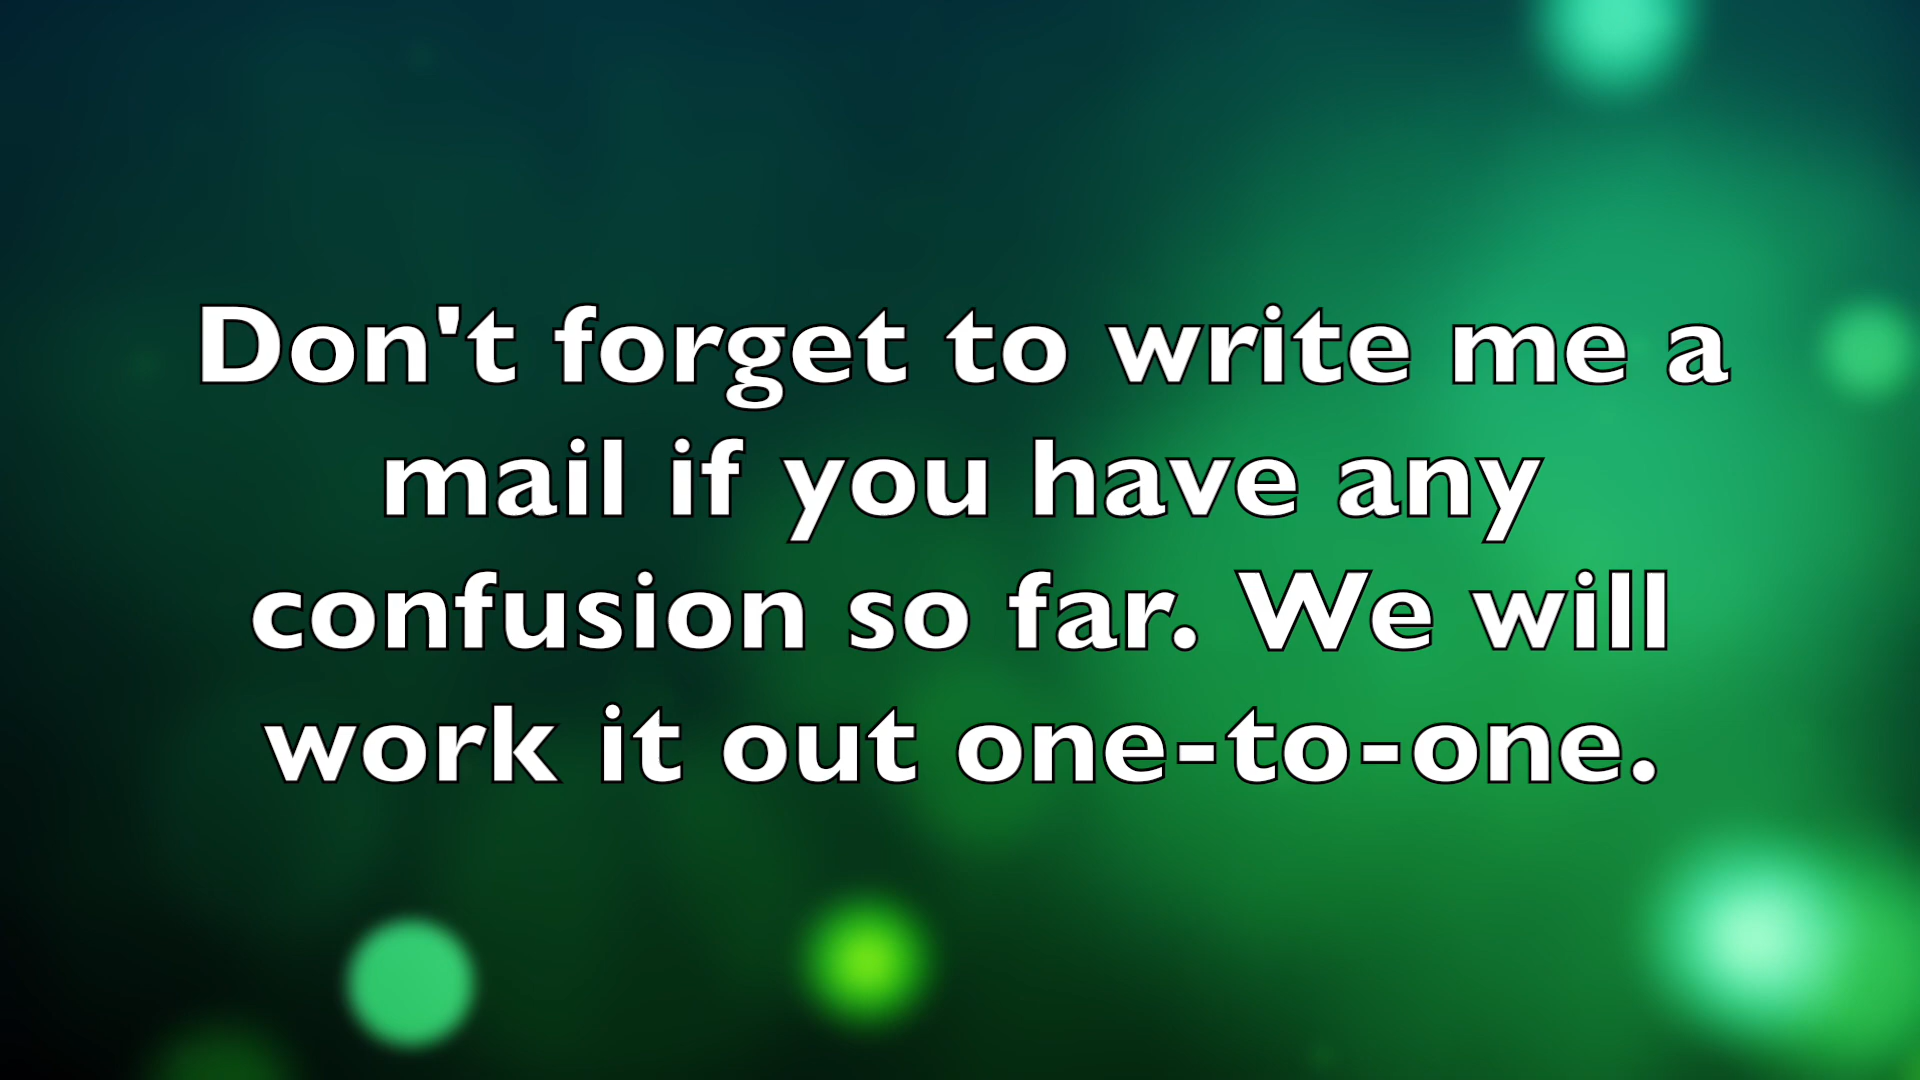 Don't forget to write me a
mail if you have any
confusion so far. We will
work it out one-to-one.